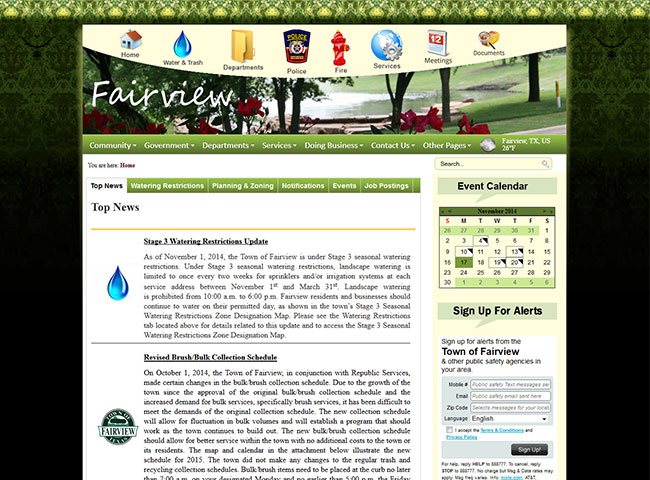 Home
Water & Trash
Departments
Police
Fire
Services
Meetings
Documents
POLICE
12
Fairview
Community Government Departments Services Doing Business Contact Us Other Pages
Fairview, TX, US
26°F
You are here: Home
Search...
Top News Watering Restrictions Planning & Zoning Notifications Events Job Postings
Top News
Stage 3 Watering Restrictions Update
As of November 1, 2014, the Town of Fairview is under Stage 3 seasonal watering
restrictions. Under Stage 3 seasonal watering restrictions, landscape watering is
limited to once every two weeks for sprinklers and/or irrigation systems at each
service address between November 1st and March 31st. Landscape watering
is prohibited from 10:00 a.m. to 6:00 p.m. Fairview residents and businesses should
continue to water on their permitted day, as shown in the town's Stage 3 Seasonal
Watering Restrictions Zone Designation Map. Please see the Watering Restrictions
tab located above for details related to this update and to access the Stage 3 Seasonal
Watering Restrictions Zone Designation Map.
Revised Brush/Bulk Collection Schedule
On October 1, 2014, the Town of Fairview, in conjunction with Republic Services,
made certain changes in the bulk/brush collection schedule. Due to the growth of
the town since the approval of the original bulk/brush collection schedule and the
increased demand for bulk services, specifically brush services, it has been difficult to
meet the demands of the original collection schedule. The new collection schedule
will allow for fluctuation in bulk volumes and will establish a program that should
work as the town continues to build out. The new bulk/brush collection schedule
should allow for better service within the town with no additional costs to the town or
its residents. The map and calendar in the attachment below illustrate the new
schedule for 2015. The town did not make any changes to the regular trash and
recycling collection schedules. Bulk/brush items need to be placed at the curb no later
than 7:00 a.m. on your designated Monday and no earlier than 5:00 p.m. the Friday
TOWN OF
FAIRVIEW
TEXAS
Event Calendar
« < November 2014 > »
S M T W T F S
26 27 28 29 30 31 1
2 3 4 5 6 7 8
9 10 11 12 13 14 15
16 17 18 19 20 21 22
23 24 25 26 27 28 29
30 1 2 3 4 5 6
Sign Up For Alerts
Sign up for alerts from the
Town of Fairview
& other public safety agencies in
your area.
Mobile # Public safety Text messages se
Email Public safety email sent here
Zip Code Selects messages for your locat
Language English
I accept the Terms & Conditions and
Privacy Policy
Sign Up!
For help, reply HELP to 888777. To cancel, reply
STOP to 888777. No charge but Msg & Data rates may
apply. Msg freq varies. Info: nixle.com. AT&T,